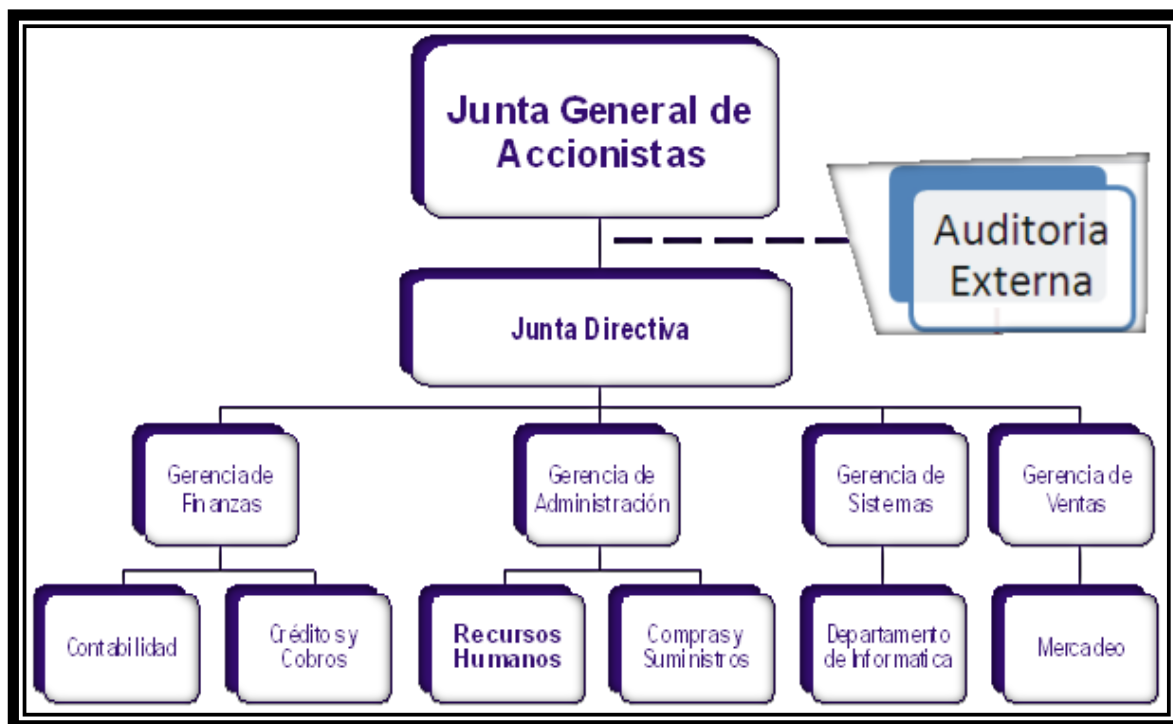 Junta General de
Accionistas
Auditoria
Externa
Junta Directiva
Gerencia de
Finanzas
Gerencia de
Administración
Gerencia de
Sistemas
Gerencia de
Ventas
Contabilidad
Créditos y
Cobros
Recursos
Humanos
Compras y
Suministros
Departamento
de Informatica
Mercadeo